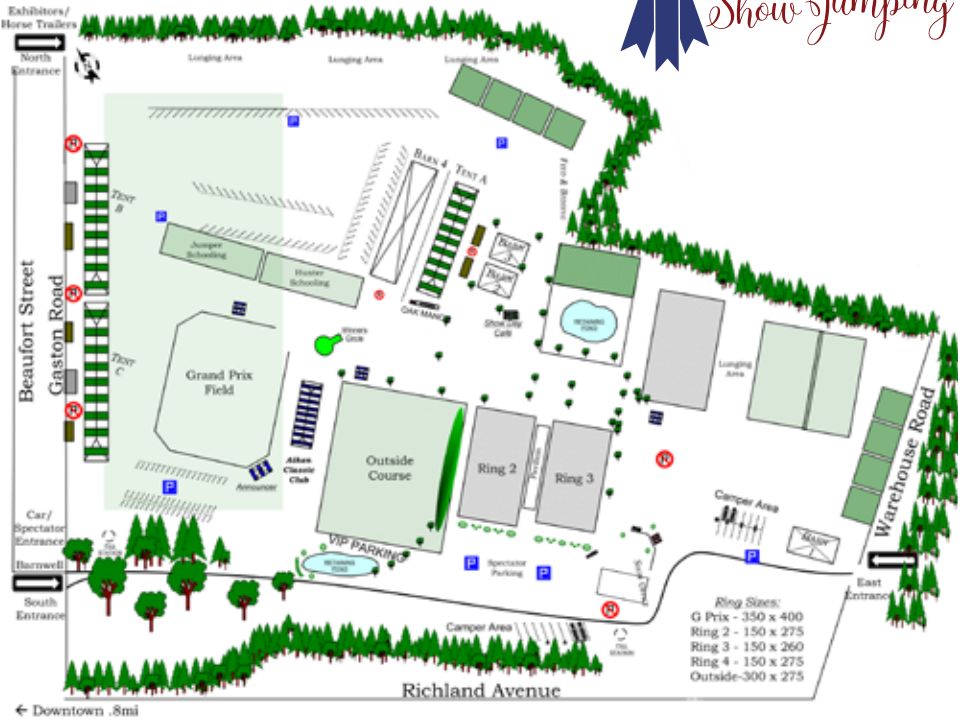 Show Jumping
Exhibitors/
Horse Trailers
North
Entrance
Lunging Area
Lunging Area
Lunging Area
P
P
BARN 4
TENT A
TENT
B
P
Jumper
Schooling
Hunter
Schooling
OAK MANOR
Show Day
Cafe
RETAINING
POND
Beaufort Street
Gaston Road
Winner's
Circle
TENT
C
Grand Prix
Field
Lunging
Area
Aiken
Classic
Club
Outside
Course
Ring 2
Pavilion
Ring 3
Announcer
P
Warehouse Road
Camper Area
Car/
Spectator
Entrance
Barnwell
South
Entrance
VIP PARKING
RETAINING
POND
P
Spectator
Parking
P
P
East
Entrance
Camper Area
Ring Sizes:
G Prix - 350 x 400
Ring 2 - 150 x 275
Ring 3 - 150 x 260
Ring 4 - 150 x 275
Outside-300 x 275
Richland Avenue
← Downtown .8mi